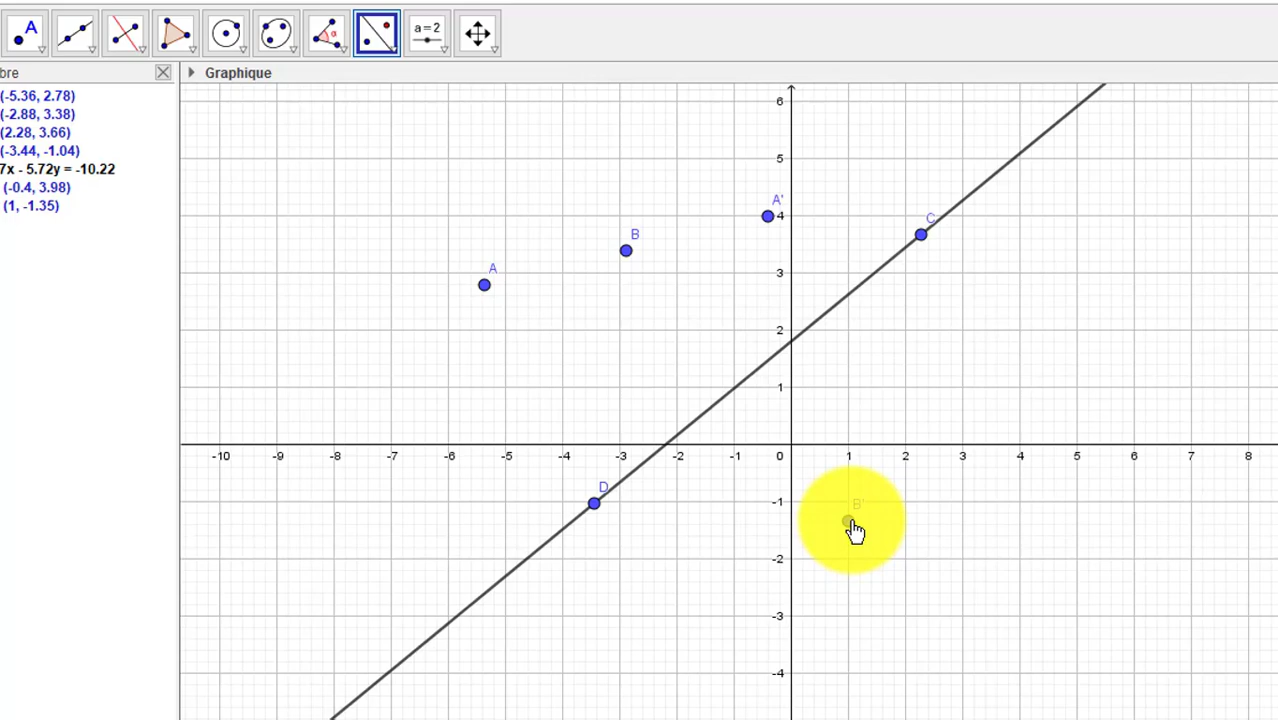 A
α
a=2
bre
Graphique
(-5.36, 2.78)
(-2.88, 3.38)
(2.28, 3.66)
(-3.44, -1.04)
7x - 5.72y = -10.22
(-0.4, 3.98)
(1, -1.35)
6
5
A'
4
C
B
A
3
2
1
-10 -9 -8 -7 -6 -5 -4 -3 -2 -1 0 1 2 3 4 5 6 7 8
D
-1
B'
-2
-3
-4